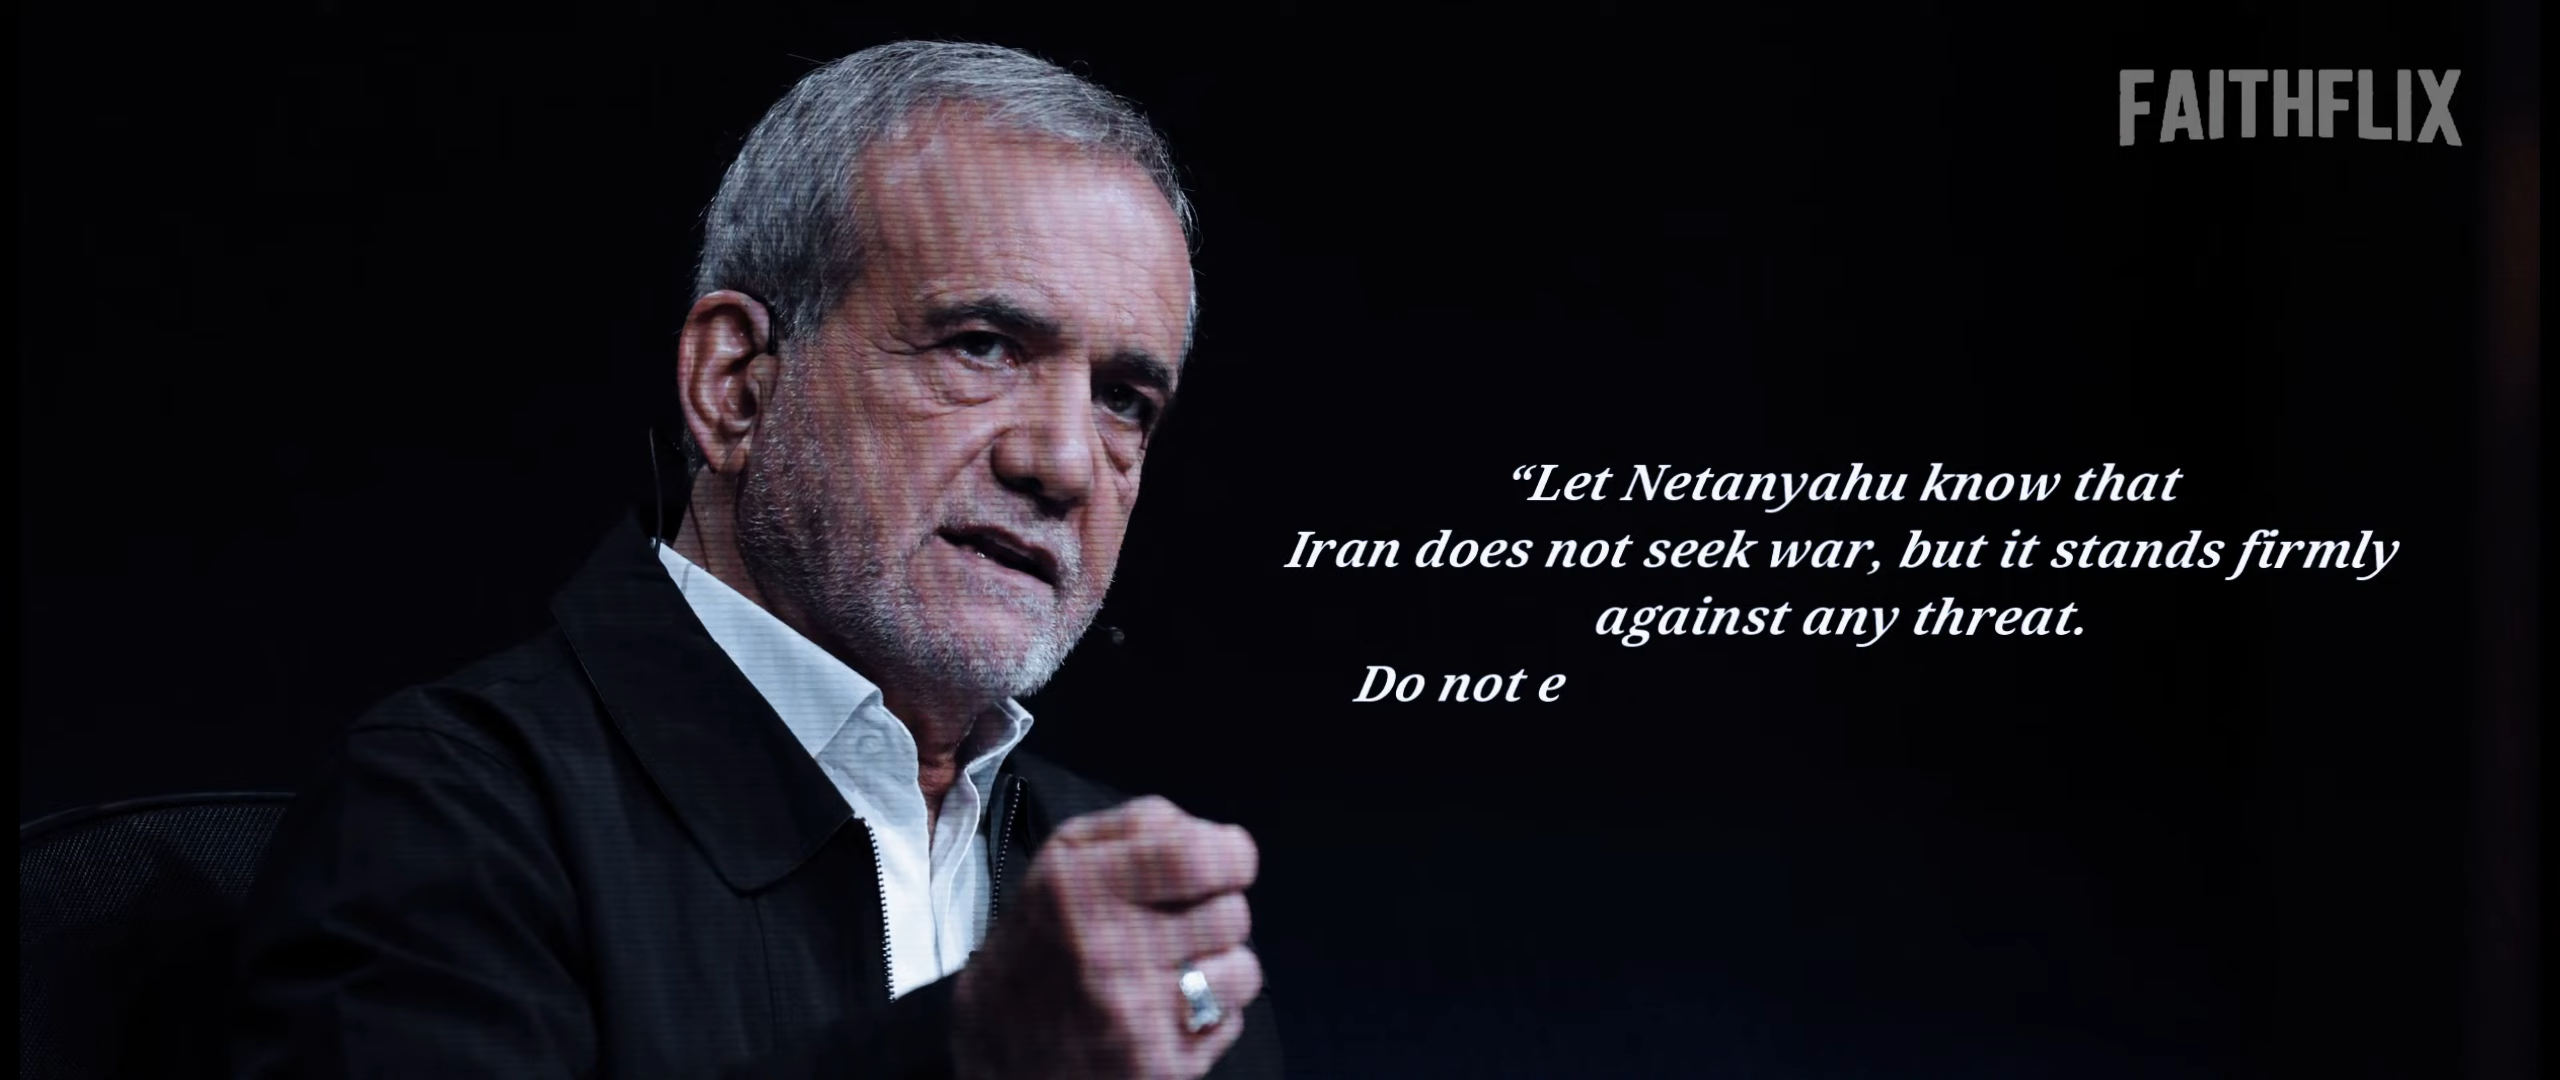 FAITHFLIX
“Let Netanyahu know that
Iran does not seek war, but it stands firmly
against any threat.
Do not e